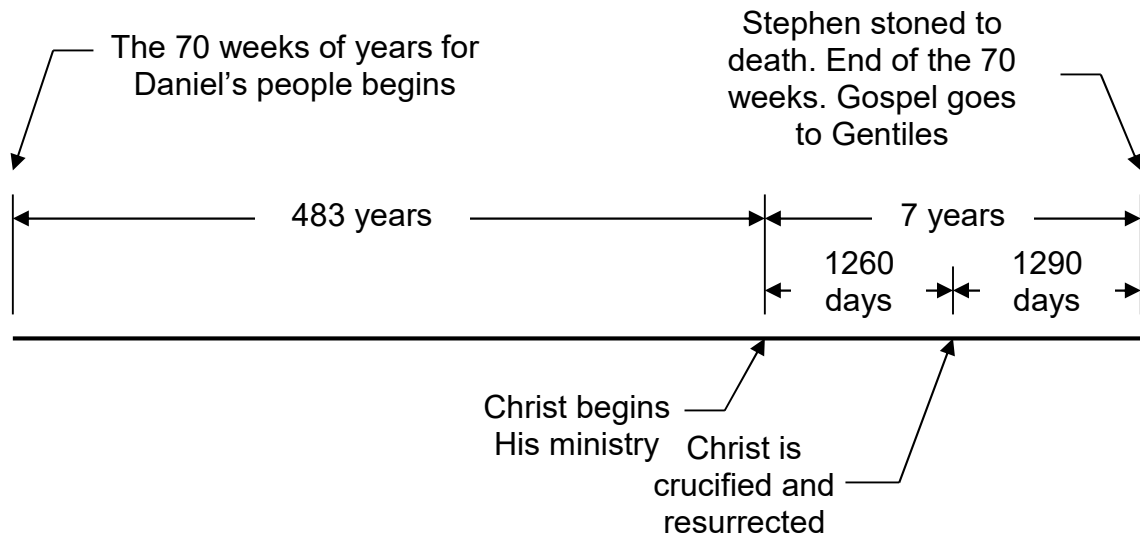 The 70 weeks of years for
Daniel's people begins
Stephen stoned to
death. End of the 70
weeks. Gospel goes
to Gentiles
483 years
7 years
1260
days
1290
days
Christ begins
His ministry
Christ is
crucified and
resurrected